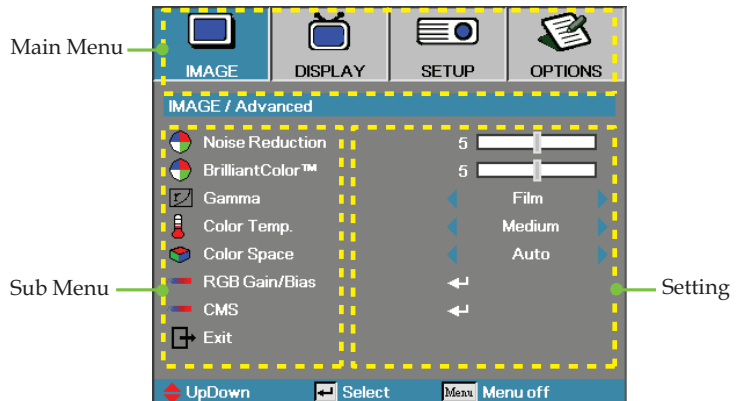 Main Menu
IMAGE DISPLAY SETUP OPTIONS
IMAGE / Advanced
Noise Reduction 5
BrilliantColor™ 5
Gamma Film
Color Temp. Medium
Color Space Auto
Sub Menu
RGB Gain/Bias
Setting
CMS
Exit
UpDown Select Menu Menu off